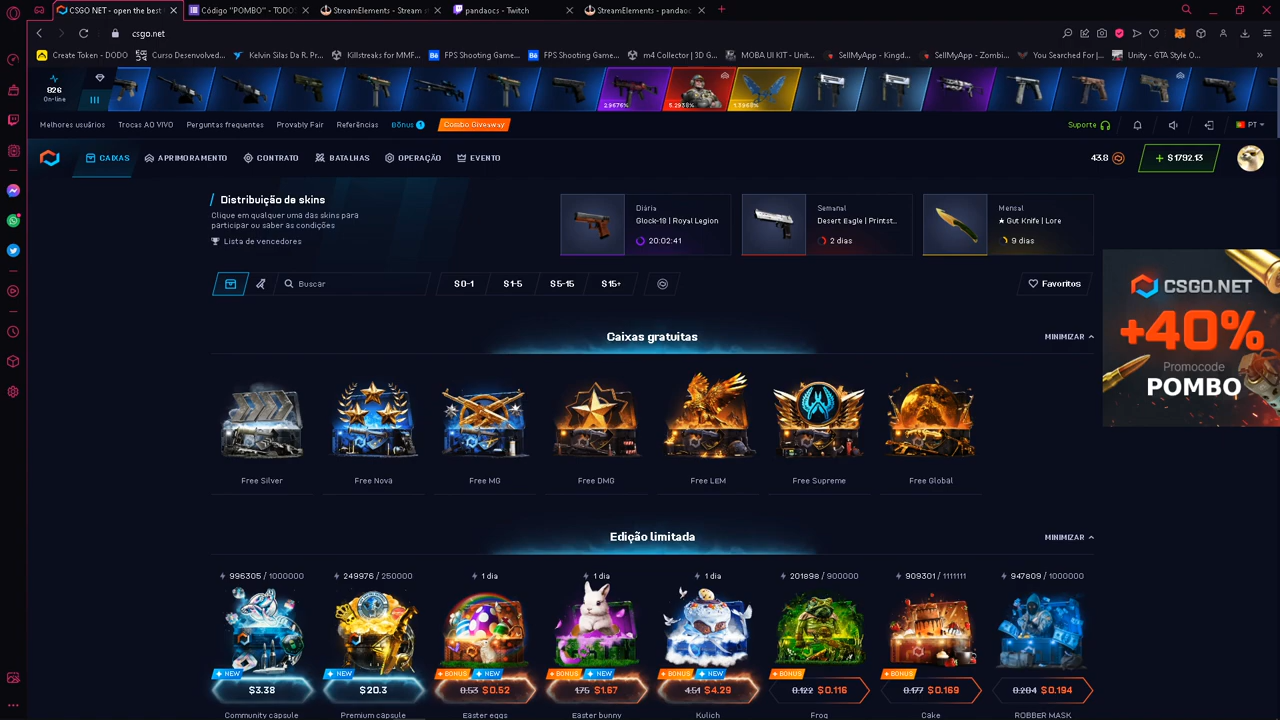 CSGO.NET - open the best
Código "POMBO" - TODOS
StreamElements - Stream s
pandaocs - Twitch
StreamElements - pandaoc
csgo.net
Create Token - DODO
Curso Desenvolved...
Kelvin Silas Da R. Pr...
Killstreaks for MMF...
FPS Shooting Game...
FPS Shooting Game...
m4 Collector | 3D G...
MOBA UI KIT - Unit...
SellMyApp - Kingd...
SellMyApp - Zombi...
You Searched For |...
Unity - GTA Style O...
826
On-line
2.9676%
5.2938%
1.3968%
Melhores usuários
Trocas AO VIVO
Perguntas frequentes
Provably Fair
Referências
Bônus
Combo Giveaway
Suporte
PT
CAIXAS
APRIMORAMENTO
CONTRATO
BATALHAS
OPERAÇÃO
EVENTO
43.8
+ $1792.13
Distribuição de skins
Clique em qualquer uma das skins para
participar ou saber as condições
Lista de vencedores
Diária
Glock-18 | Royal Legion
20:02:41
Semanal
Desert Eagle | Printst...
2 dias
Mensal
★ Gut Knife | Lore
9 dias
Buscar
$0-1
$1-5
$5-15
$15+
Favoritos
CSGO.NET
+40%
Promocode
POMBO
Caixas gratuitas
MINIMIZAR
Free Silver
Free Nova
Free MG
Free DMG
Free LEM
Free Supreme
Free Global
Edição limitada
MINIMIZAR
996305 / 1000000
249976 / 250000
1 dia
1 dia
1 dia
201898 / 900000
909301 / 1111111
947809 / 1000000
NEW
NEW
BONUS
NEW
BONUS
NEW
BONUS
NEW
BONUS
BONUS
$3.38
$20.3
0.53 $0.52
1.75 $1.67
4.51 $4.29
0.122 $0.116
0.177 $0.169
0.204 $0.194
Community capsule
Premium capsule
Easter eggs
Easter bunny
Kulich
Frog
Cake
ROBBER MASK